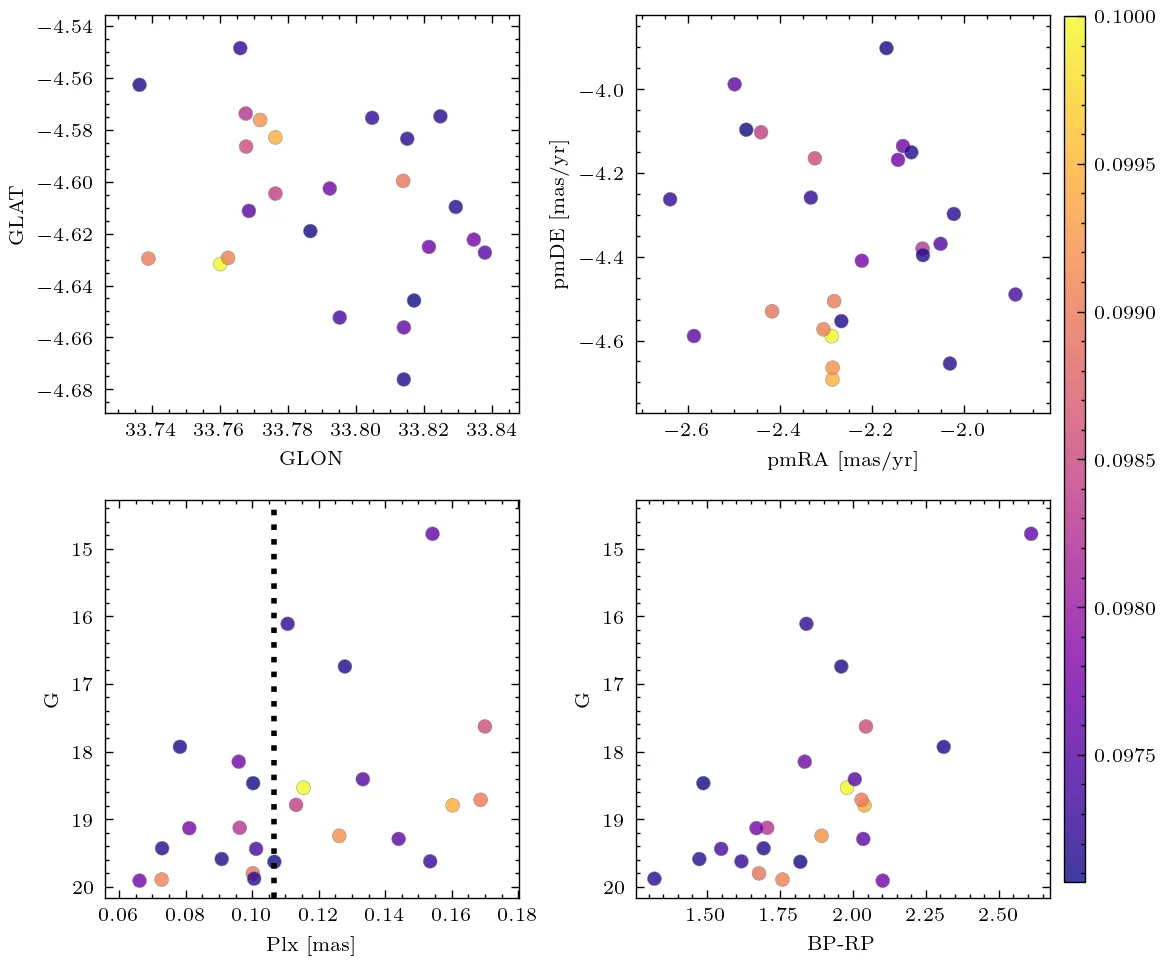 −4.54
−4.56
−4.58
−4.60
−4.62
−4.64
−4.66
−4.68
GLAT
33.74 33.76 33.78 33.80 33.82 33.84
GLON
−4.0
−4.2
−4.4
−4.6
pmDE [mas/yr]
−2.6 −2.4 −2.2 −2.0
pmRA [mas/yr]
15
16
17
18
19
20
G
0.06 0.08 0.10 0.12 0.14 0.16 0.18
Plx [mas]
15
16
17
18
19
20
G
1.50 1.75 2.00 2.25 2.50
BP-RP
0.1000
0.0995
0.0990
0.0985
0.0980
0.0975